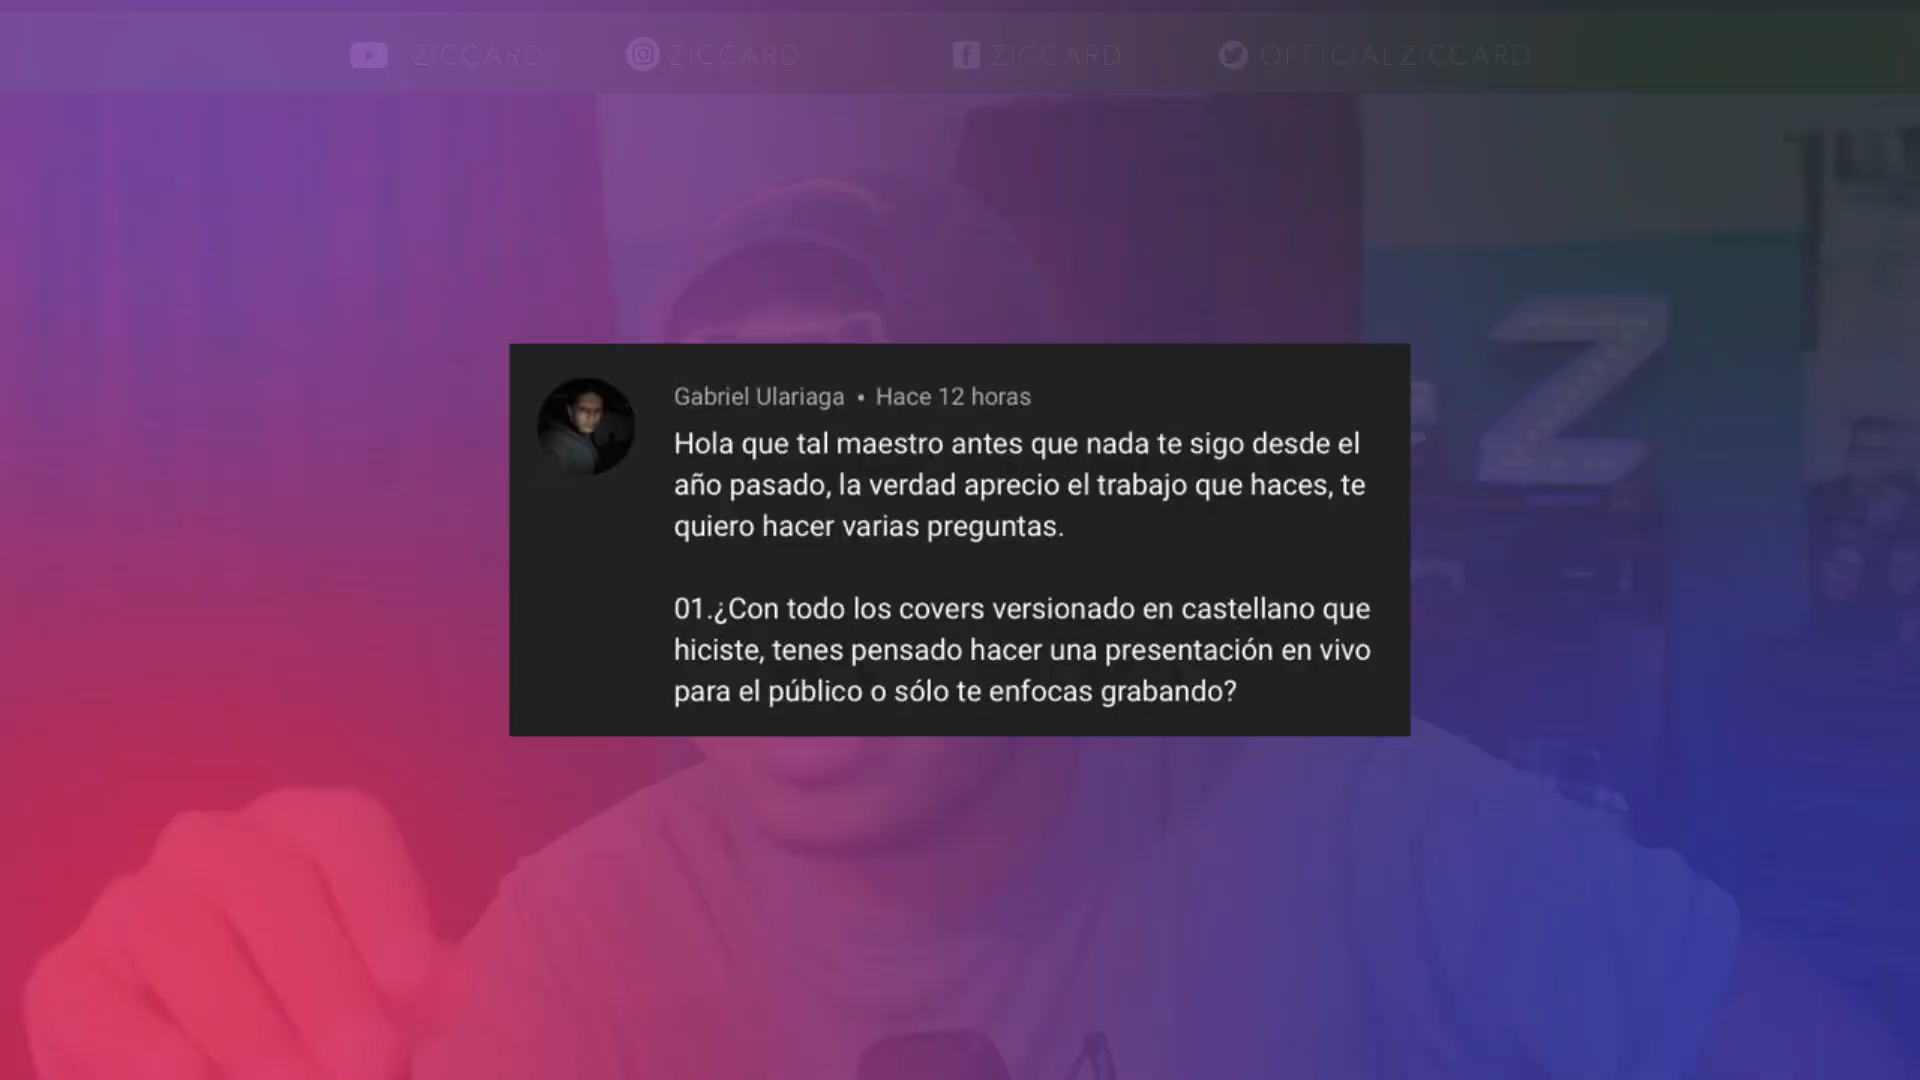 ZICCARD ZICCARD ZICCARD OFFICIALZICCARD
Gabriel Ulariaga • Hace 12 horas
Hola que tal maestro antes que nada te sigo desde el
año pasado, la verdad aprecio el trabajo que haces, te
quiero hacer varias preguntas.
01.¿Con todo los covers versionado en castellano que
hiciste, tenes pensado hacer una presentación en vivo
para el público o sólo te enfocas grabando?
Z